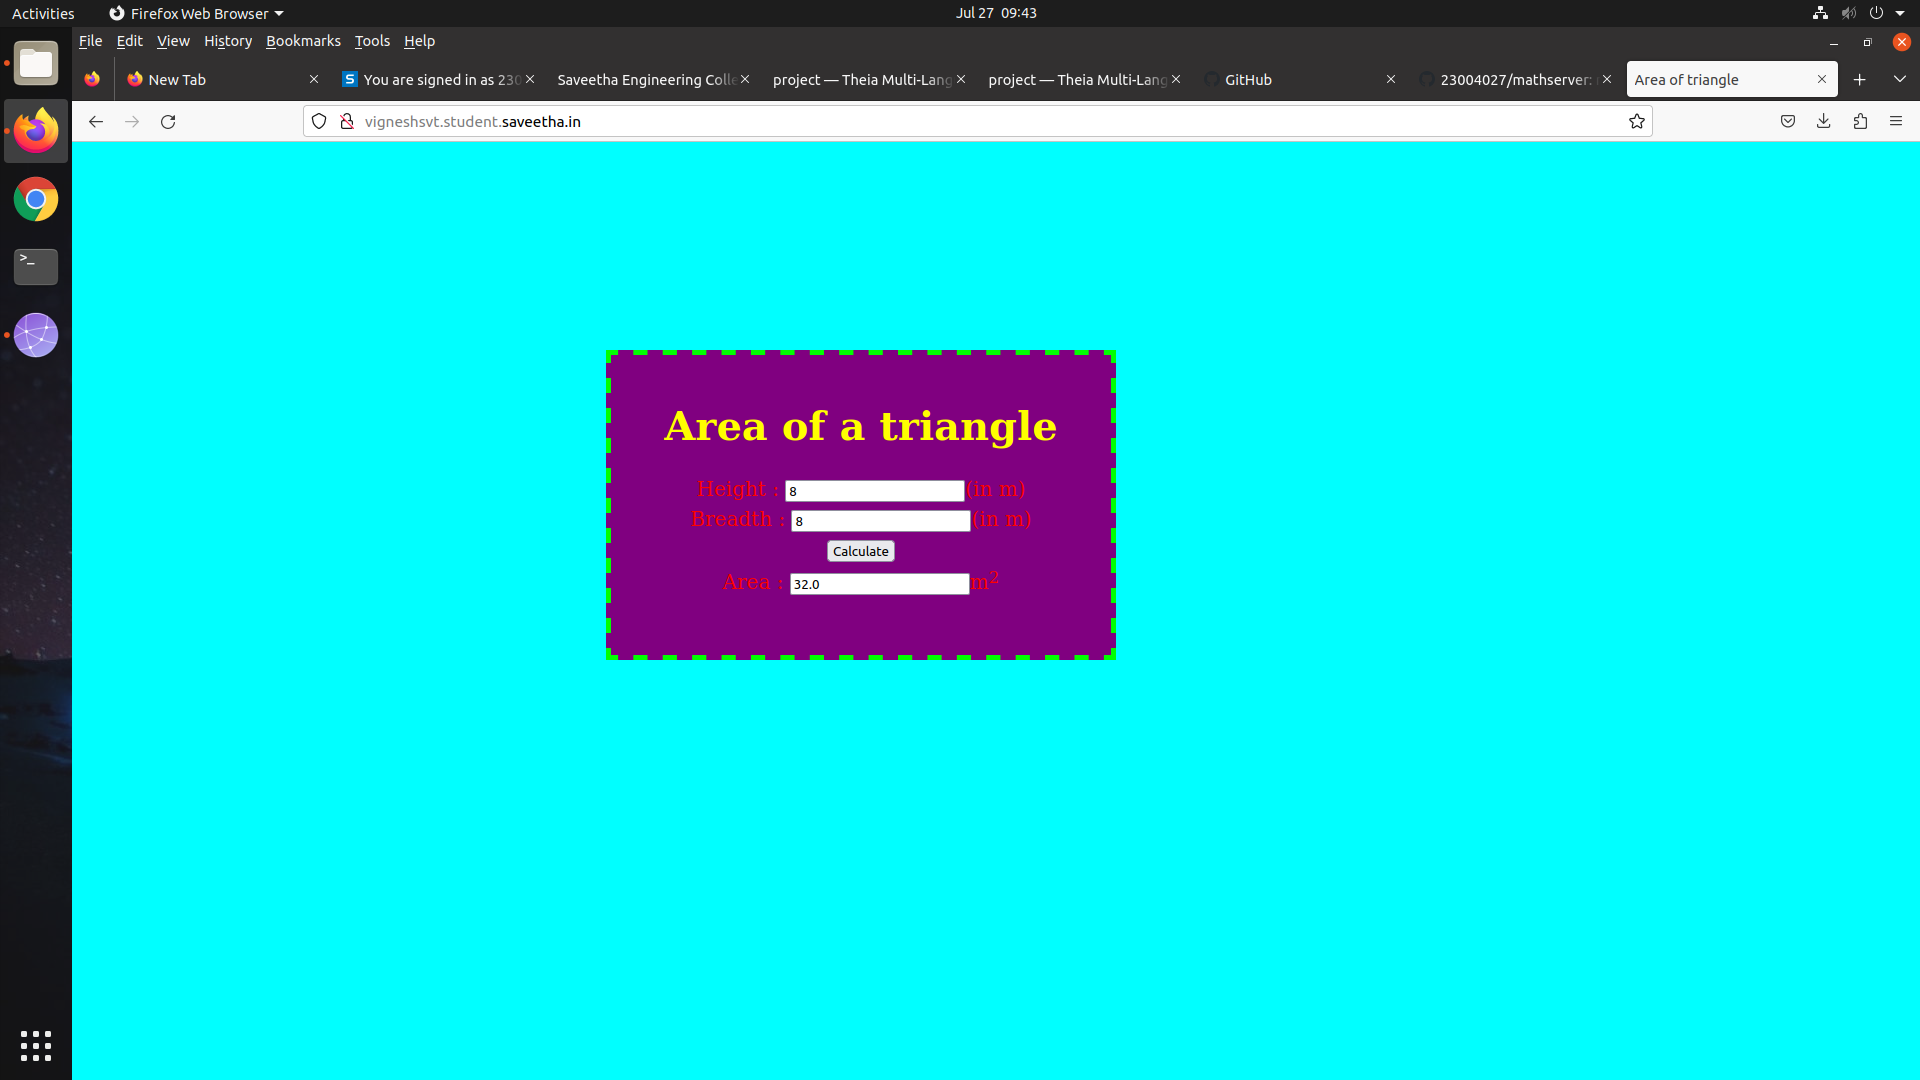 Activities
Firefox Web Browser
Jul 27 09:43
File Edit View History Bookmarks Tools Help
New Tab
You are signed in as 230
Saveetha Engineering Colle
project — Theia Multi-Lang
project — Theia Multi-Lang
GitHub
23004027/mathserver:
Area of triangle
vigneshsvt.student.saveetha.in
>_
Area of a triangle
Height : 8 (in m)
Breadth : 8 (in m)
Calculate
Area : 32.0 m²